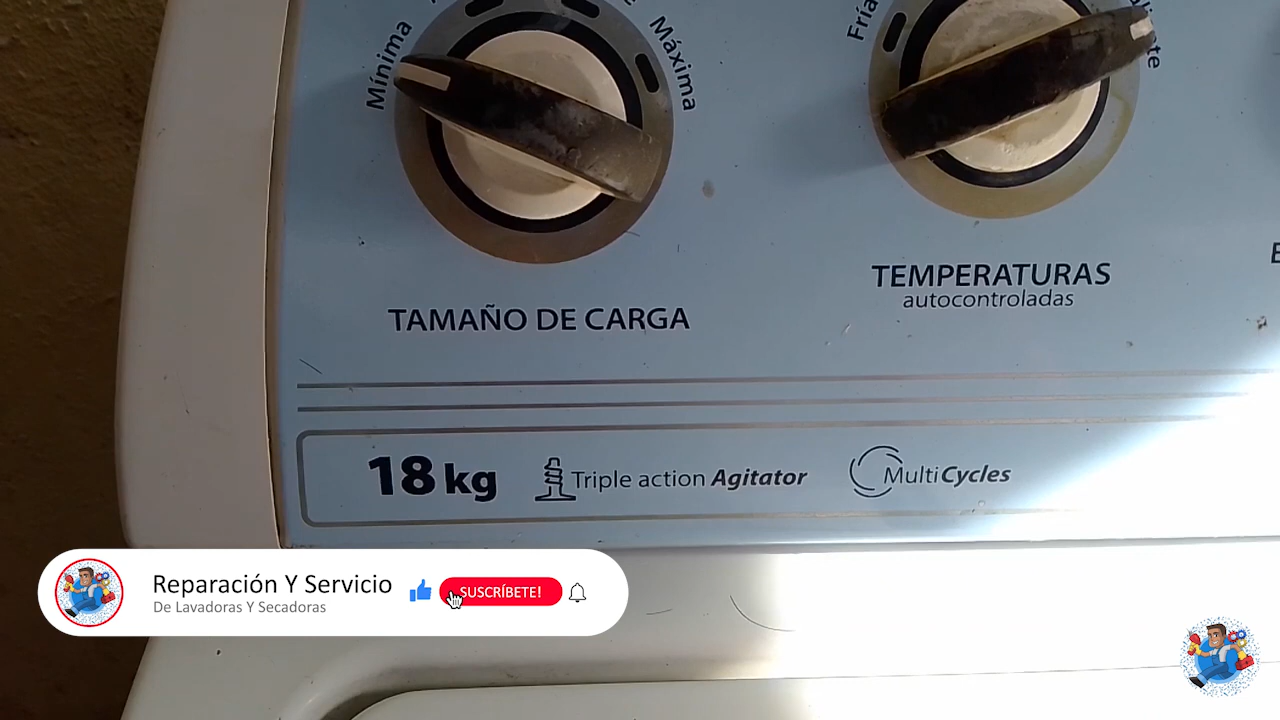 Mínima
Máxima
Fría
TAMAÑO DE CARGA
TEMPERATURAS
autocontroladas
18 kg
Triple action Agitator
MultiCycles
Reparación Y Servicio
De Lavadoras Y Secadoras
SUSCRÍBETE!